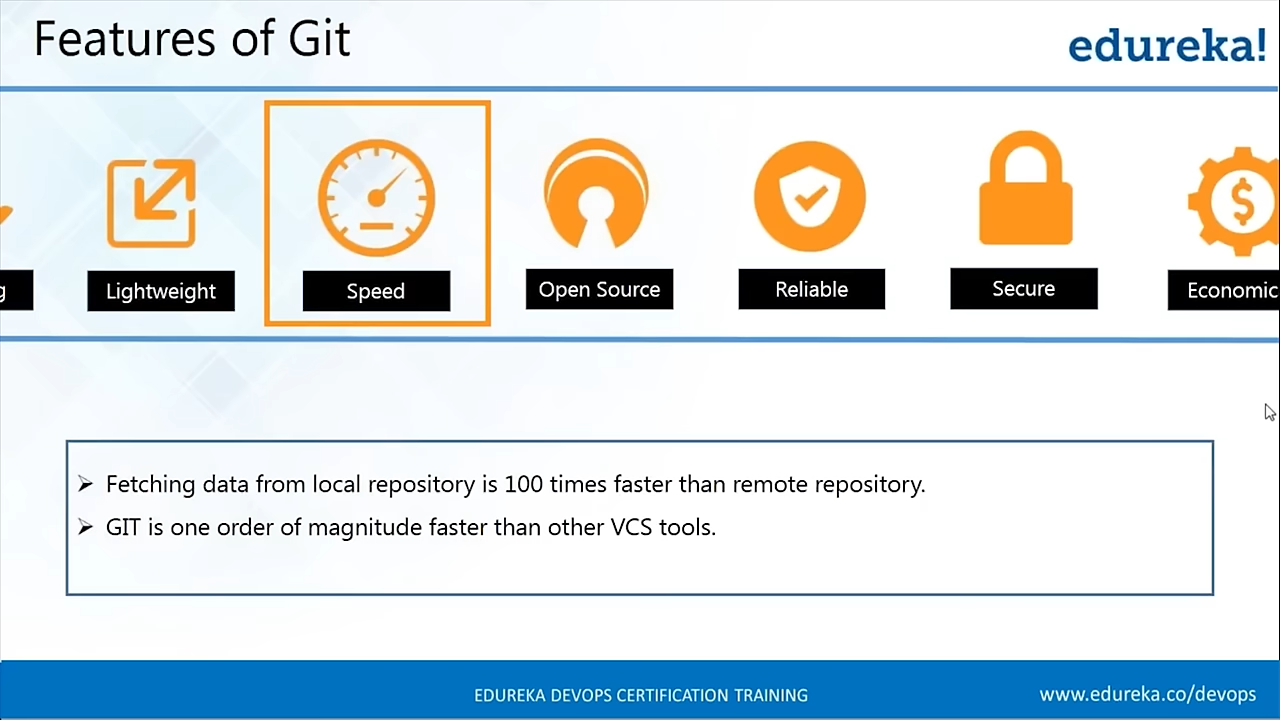 Features of Git
edureka!
g
Lightweight
Speed
Open Source
Reliable
Secure
Economic
$
➤ Fetching data from local repository is 100 times faster than remote repository.
➤ GIT is one order of magnitude faster than other VCS tools.
EDUREKA DEVOPS CERTIFICATION TRAINING
www.edureka.co/devops